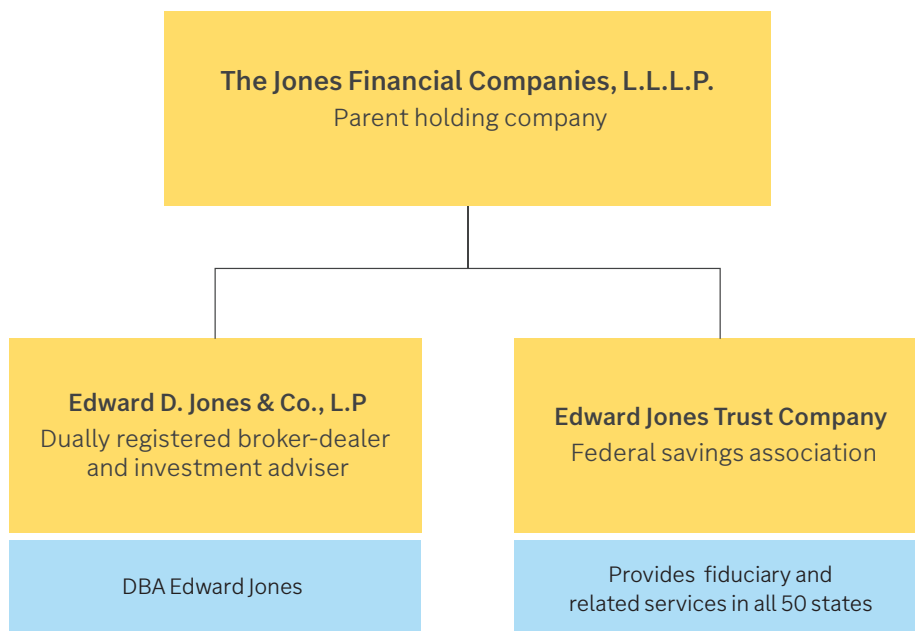 The Jones Financial Companies, L.L.L.P.
Parent holding company
Edward D. Jones & Co., L.P
Dually registered broker-dealer
and investment adviser
DBA Edward Jones
Edward Jones Trust Company
Federal savings association
Provides fiduciary and
related services in all 50 states